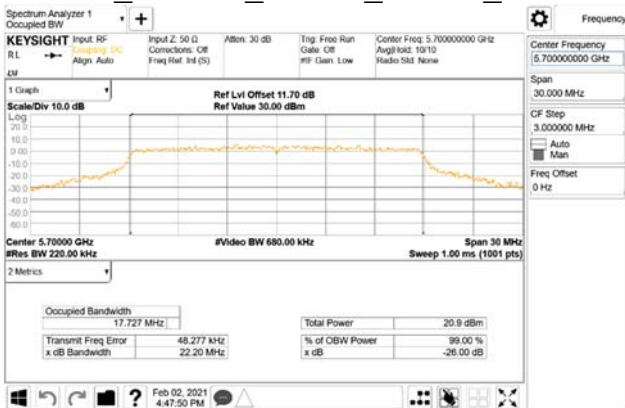 Spectrum Analyzer 1
Occupied BW
Frequency
KEYSIGHT Input: RF Input Z: 50 Ω Atten: 30 dB Trig: Free Run Center Freq: 5.700000000 GHz
RL Coupling: DC Corrections: Off Gate: Off Avg|Hold: 10/10
Align: Auto Freq Ref: Int (S) #IF Gain: Low Radio Std: None
Center Frequency
5.700000000 GHz
Span
30.000 MHz
CF Step
3.000000 MHz
Auto
Man
Freq Offset
0 Hz
1 Graph
Ref Lvl Offset 11.70 dB
Scale/Div 10.0 dB Ref Value 30.00 dBm
Log
20.0
10.0
0.00
-10.0
-20.0
-30.0
-40.0
-50.0
-60.0
Center 5.70000 GHz #Video BW 680.00 kHz Span 30 MHz
#Res BW 220.00 kHz Sweep 1.00 ms (1001 pts)
2 Metrics
Occupied Bandwidth
17.727 MHz Total Power 20.9 dBm
Transmit Freq Error 48.277 kHz % of OBW Power 99.00 %
x dB Bandwidth 22.20 MHz x dB -26.00 dB
Feb 02, 2021
4:47:50 PM